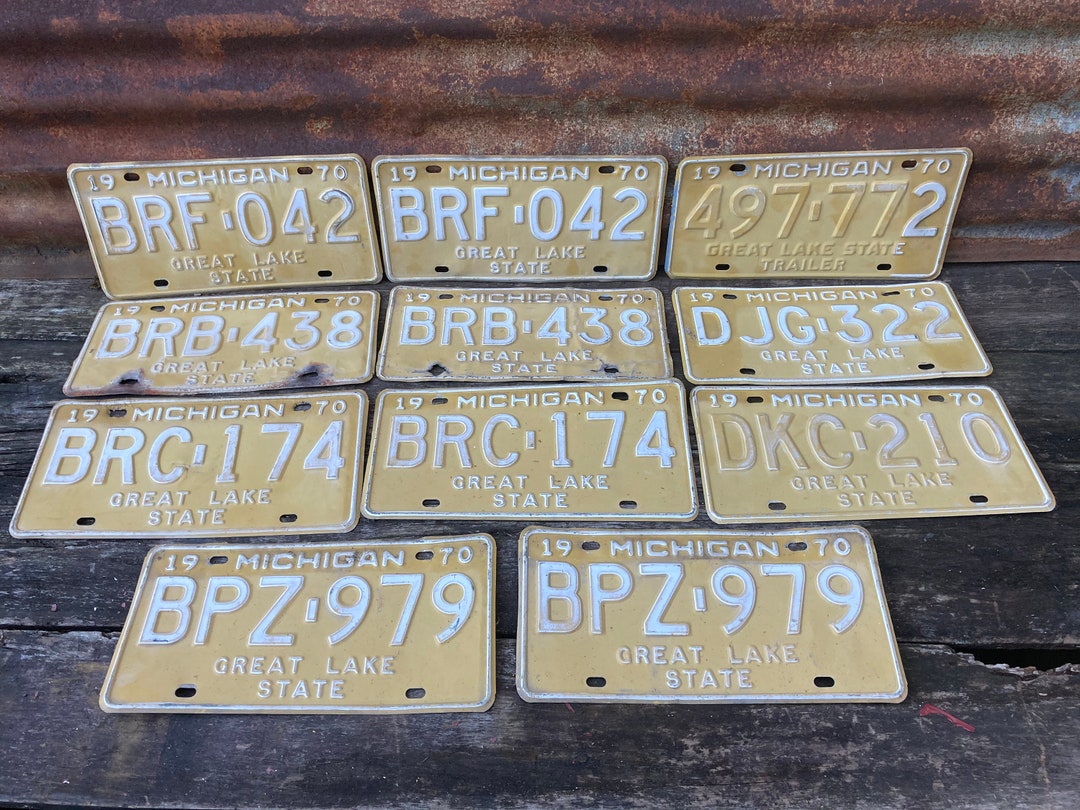 19 MICHIGAN 70
BRF-042
GREAT LAKE
STATE
19 MICHIGAN 70
BRF-042
GREAT LAKE
STATE
19 MICHIGAN 70
497-772
GREAT LAKE STATE
TRAILER
19 MICHIGAN 70
BRB-438
GREAT LAKE
STATE
19 MICHIGAN 70
BRB-438
GREAT LAKE
STATE
19 MICHIGAN 70
DJG-322
GREAT LAKE
STATE
19 MICHIGAN 70
BRC-174
GREAT LAKE
STATE
19 MICHIGAN 70
BRC-174
GREAT LAKE
STATE
19 MICHIGAN 70
DKC-210
GREAT LAKE
STATE
19 MICHIGAN 70
BPZ-979
GREAT LAKE
STATE
19 MICHIGAN 70
BPZ-979
GREAT LAKE
STATE